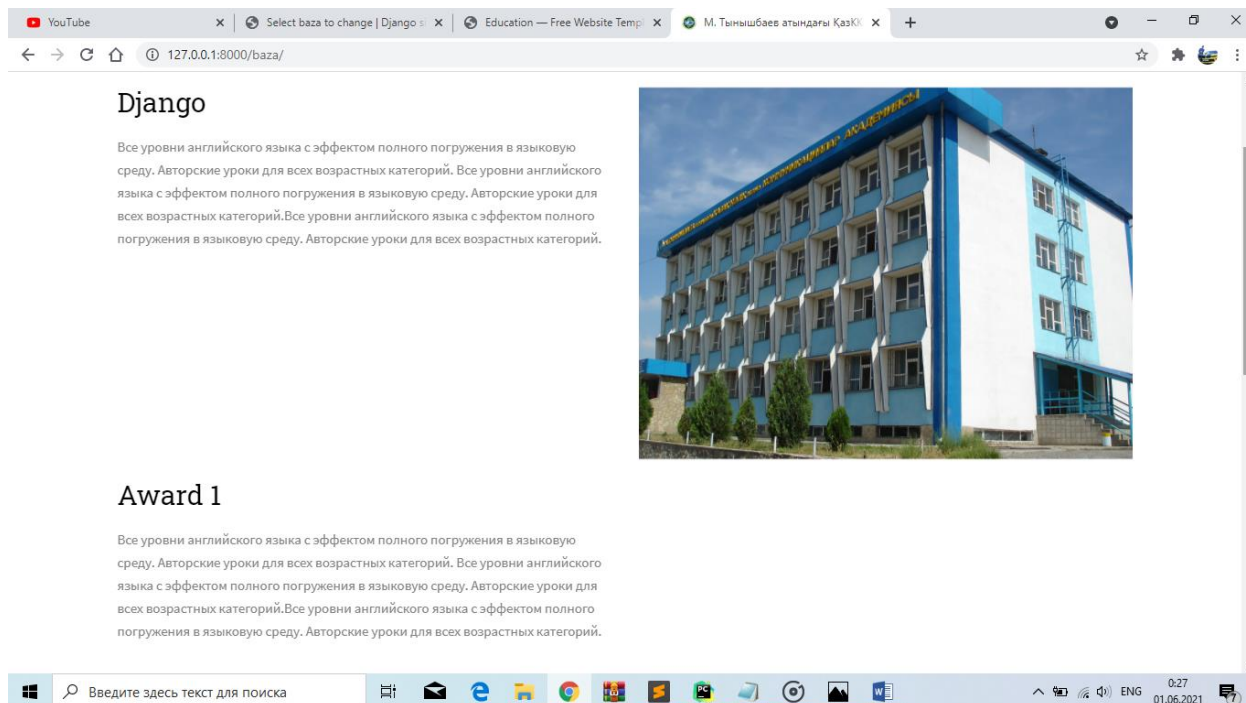 YouTube
Select baza to change | Django si
Education — Free Website Templ
М. Тынышбаев атындағы ҚазКК
127.0.0.1:8000/baza/
Django
Все уровни английского языка с эффектом полного погружения в языковую
среду. Авторские уроки для всех возрастных категорий. Все уровни английского
языка с эффектом полного погружения в языковую среду. Авторские уроки для
всех возрастных категорий.Все уровни английского языка с эффектом полного
погружения в языковую среду. Авторские уроки для всех возрастных категорий.
АКАДЕМИЯСЫ
Award 1
Все уровни английского языка с эффектом полного погружения в языковую
среду. Авторские уроки для всех возрастных категорий. Все уровни английского
языка с эффектом полного погружения в языковую среду. Авторские уроки для
всех возрастных категорий.Все уровни английского языка с эффектом полного
погружения в языковую среду. Авторские уроки для всех возрастных категорий.
Введите здесь текст для поиска
ENG
0:27
01.06.2021
7